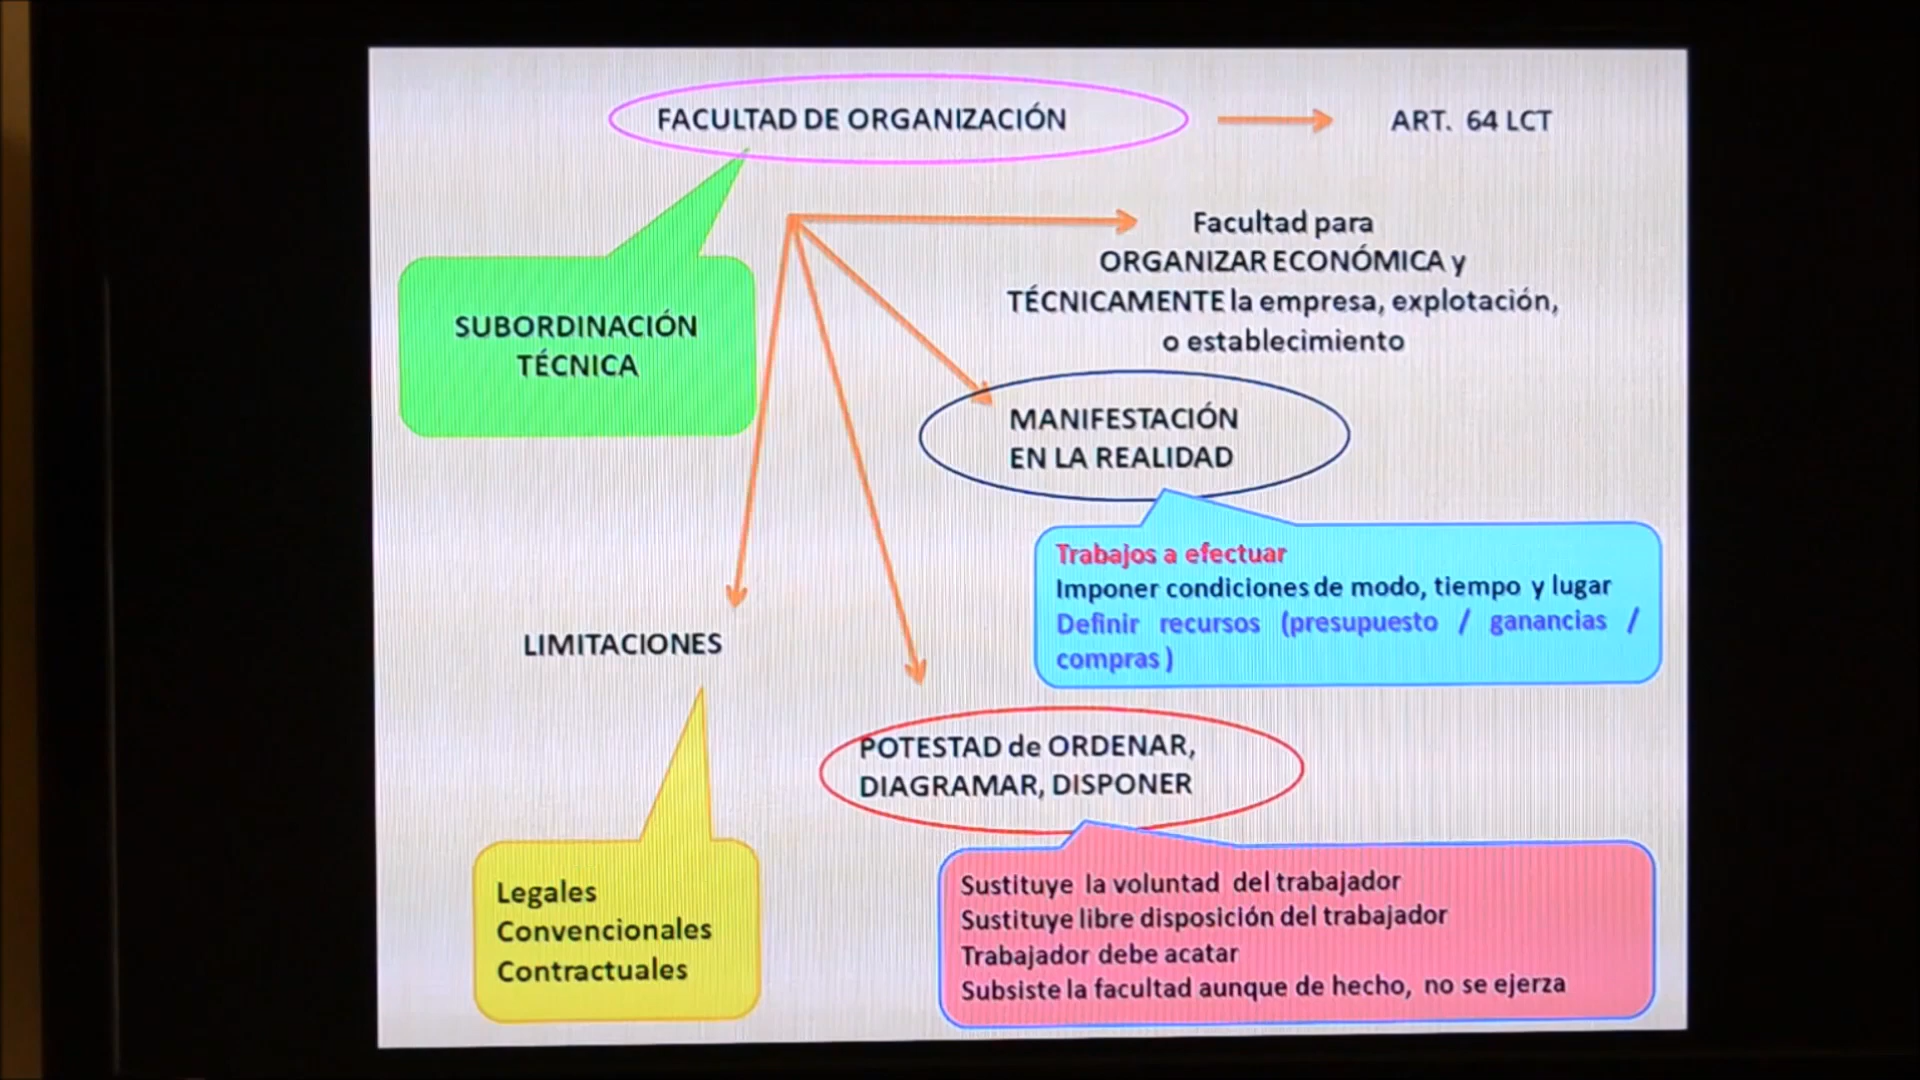 FACULTAD DE ORGANIZACIÓN
ART. 64 LCT
SUBORDINACIÓN
TÉCNICA
Facultad para
ORGANIZAR ECONÓMICA y
TÉCNICAMENTE la empresa, explotación,
o establecimiento
MANIFESTACIÓN
EN LA REALIDAD
Trabajos a efectuar
Imponer condiciones de modo, tiempo y lugar
Definir recursos (presupuesto / ganancias /
compras )
LIMITACIONES
POTESTAD de ORDENAR,
DIAGRAMAR, DISPONER
Legales
Convencionales
Contractuales
Sustituye la voluntad del trabajador
Sustituye libre disposición del trabajador
Trabajador debe acatar
Subsiste la facultad aunque de hecho, no se ejerza